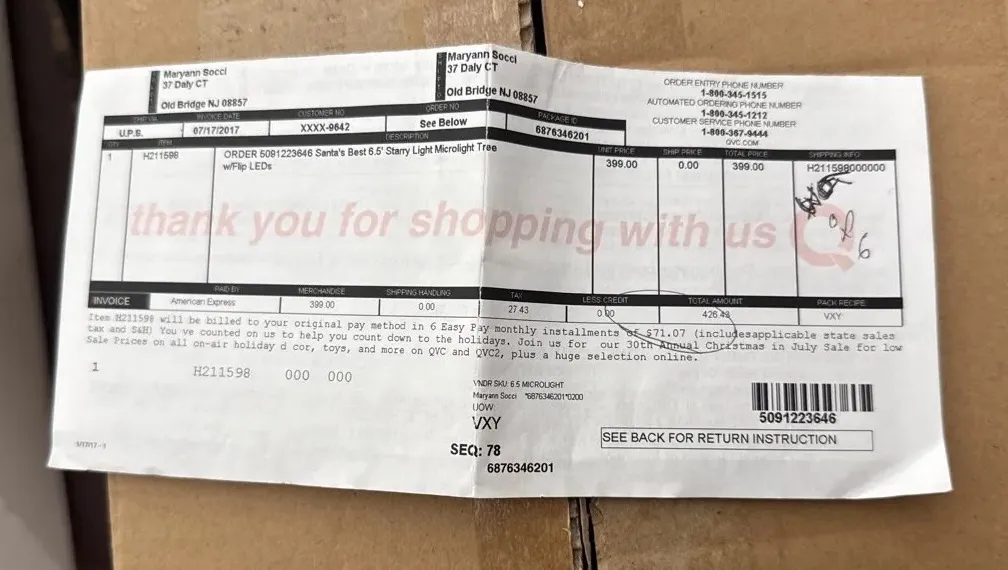 Maryann Socci
37 Daly CT
Old Bridge NJ 08857
SHIP TO
Maryann Socci
37 Daly CT
Old Bridge NJ 08857
ORDER ENTRY PHONE NUMBER
1-800-345-1515
AUTOMATED ORDERING PHONE NUMBER
1-800-345-1212
CUSTOMER SERVICE PHONE NUMBER
1-800-367-9444
QVC.COM
SHIP VIA INVOICE DATE CUSTOMER NO ORDER NO PACKAGE ID
U.P.S. 07/17/2017 XXXX-9642 See Below 6876346201
QTY ITEM DESCRIPTION UNIT PRICE SHIP PRICE TOTAL PRICE SHIPPING INFO
1 H211598 ORDER 5091223646 Santa's Best 6.5' Starry Light Microlight Tree 399.00 0.00 399.00 H211598000000
w/Flip LEDs
thank you for shopping with us Q
6
PAID BY MERCHANDISE SHIPPING HANDLING TAX LESS CREDIT TOTAL AMOUNT PACK RECIPE
INVOICE American Express 399.00 0.00 27.43 0.00 426.43 VXY
Item H211598 will be billed to your original pay method in 6 Easy Pay monthly installments of $71.07 (includesapplicable state sales
tax and S&H) You ve counted on us to help you count down to the holidays. Join us for our 30th Annual Christmas in July Sale for low
Sale Prices on all on-air holiday d cor, toys, and more on QVC and QVC2, plus a huge selection online.
1 H211598 000 000
VNDR SKU: 6.5 MICROLIGHT
Maryann Socci *6876346201*0200
UOW
VXY
SEQ: 78
6876346201
5091223646
SEE BACK FOR RETURN INSTRUCTION